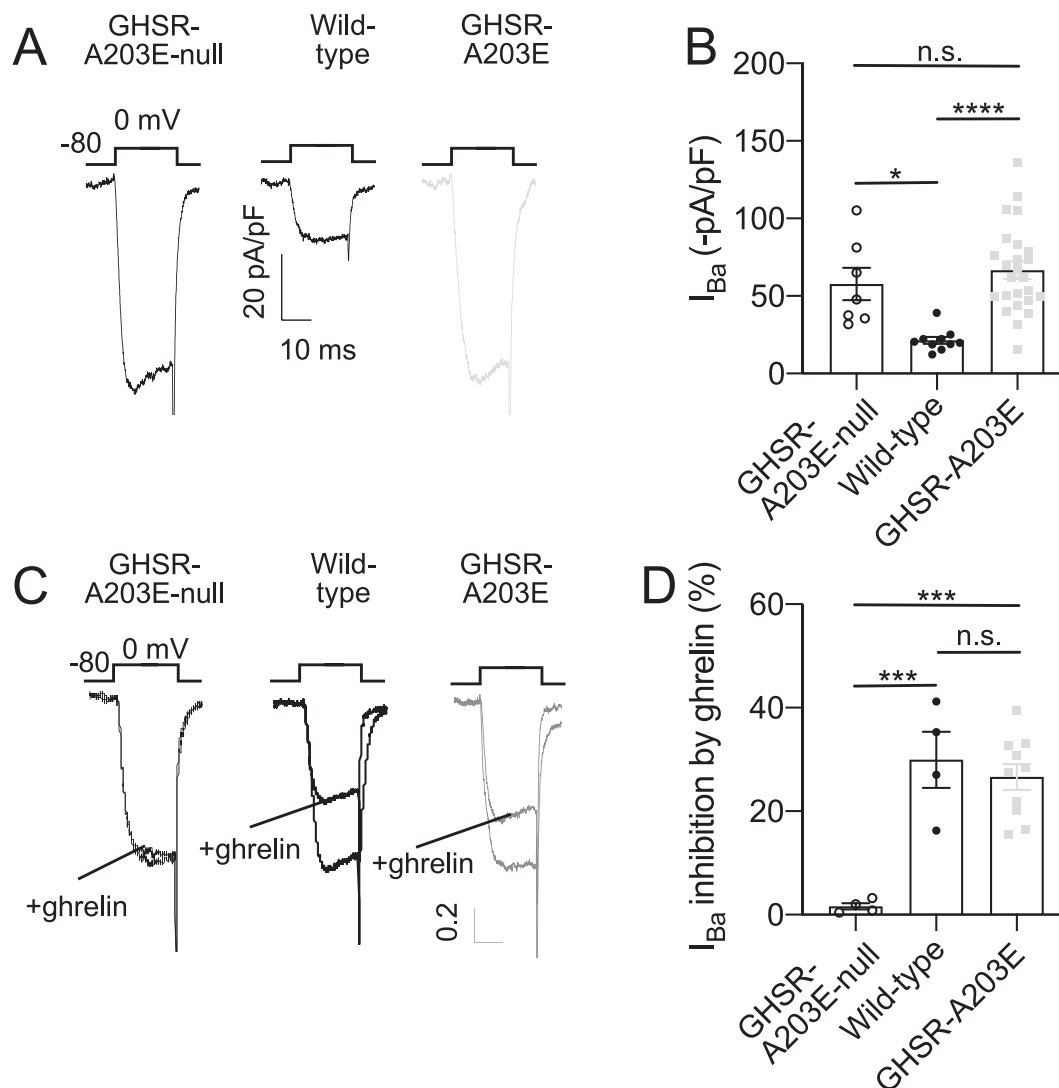 A
GHSR-
A203E-null
Wild-
type
GHSR-
A203E
-80
0 mV
20 pA/pF
10 ms
B
I_Ba (-pA/pF)
200
150
100
50
0
n.s.
****
*
GHSR-
A203E-null
Wild-type
GHSR-A203E
C
GHSR-
A203E-null
Wild-
type
GHSR-
A203E
-80
0 mV
+ghrelin
+ghrelin
+ghrelin
0.2
D
I_Ba inhibition by ghrelin (%)
60
40
20
0
***
n.s.
***
GHSR-
A203E-null
Wild-type
GHSR-A203E